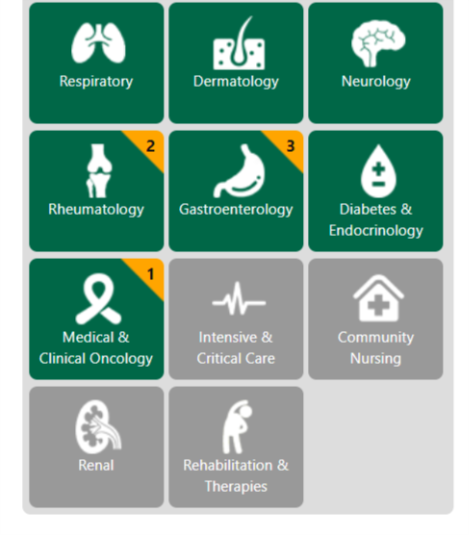 Respiratory
Dermatology
Neurology
2
3
Rheumatology
Gastroenterology
Diabetes &
Endocrinology
1
Medical &
Clinical Oncology
Intensive &
Critical Care
Community
Nursing
Renal
Rehabilitation &
Therapies